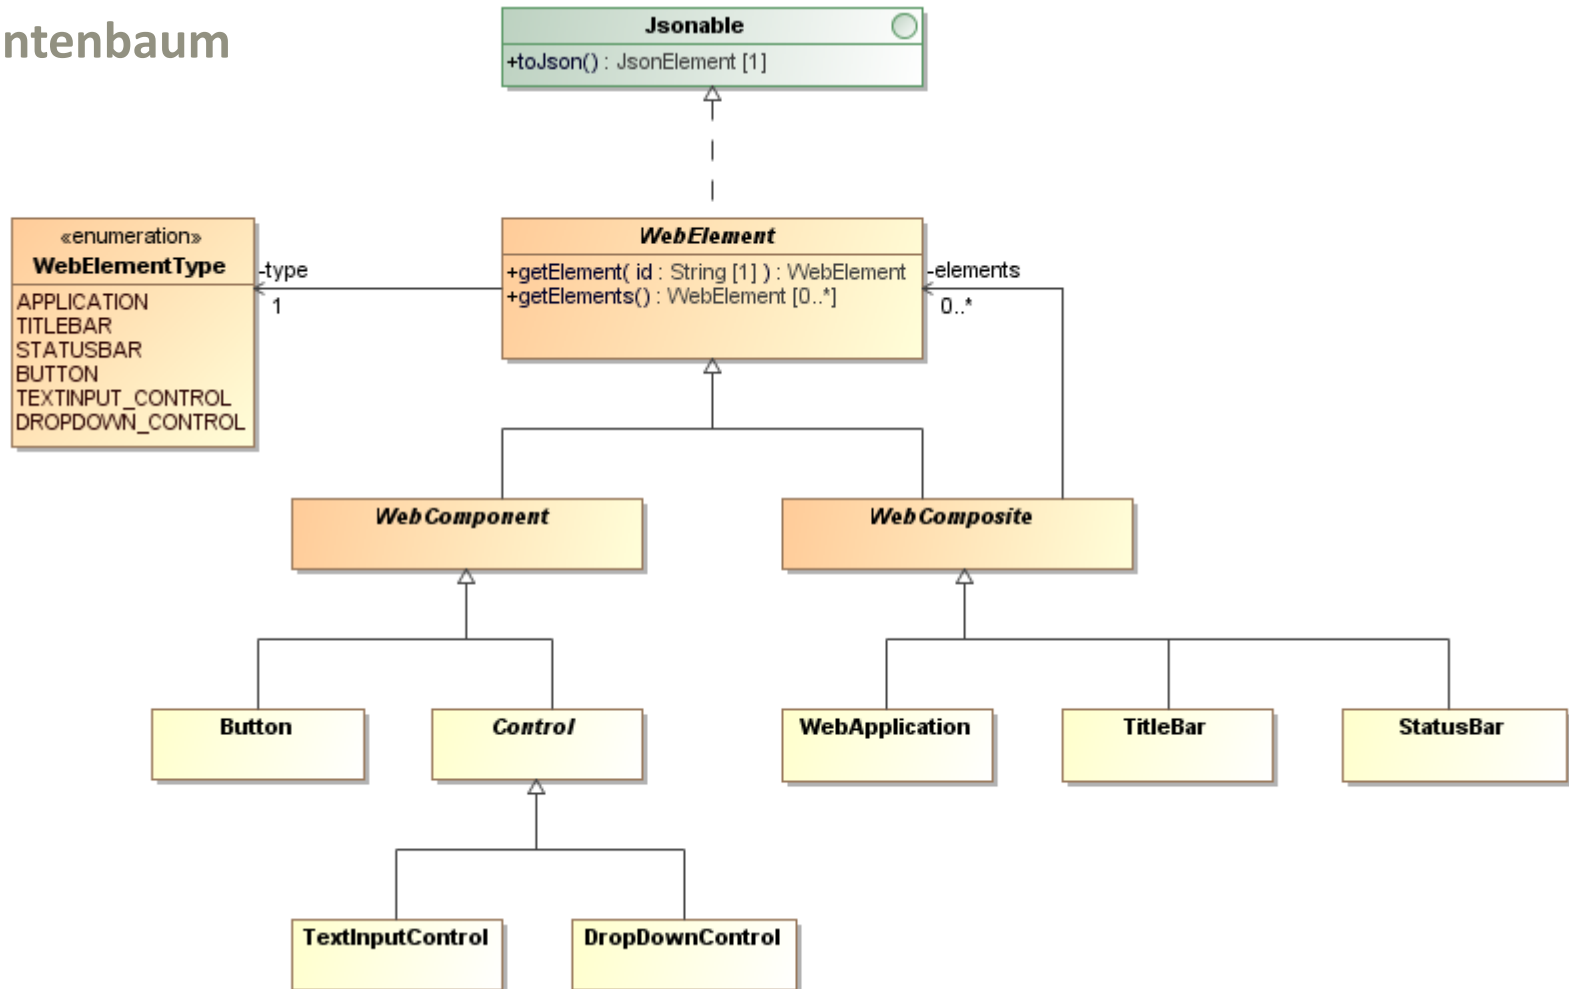 ntenbaum
Jsonable
+toJson() : JsonElement [1]
«enumeration»
WebElementType
APPLICATION
TITLEBAR
STATUSBAR
BUTTON
TEXTINPUT_CONTROL
DROPDOWN_CONTROL
-type
1
WebElement
+getElement( id : String [1] ) : WebElement
+getElements() : WebElement [0..*]
-elements
0..*
WebComponent
WebComposite
Button
Control
WebApplication
TitleBar
StatusBar
TextInputControl
DropDownControl